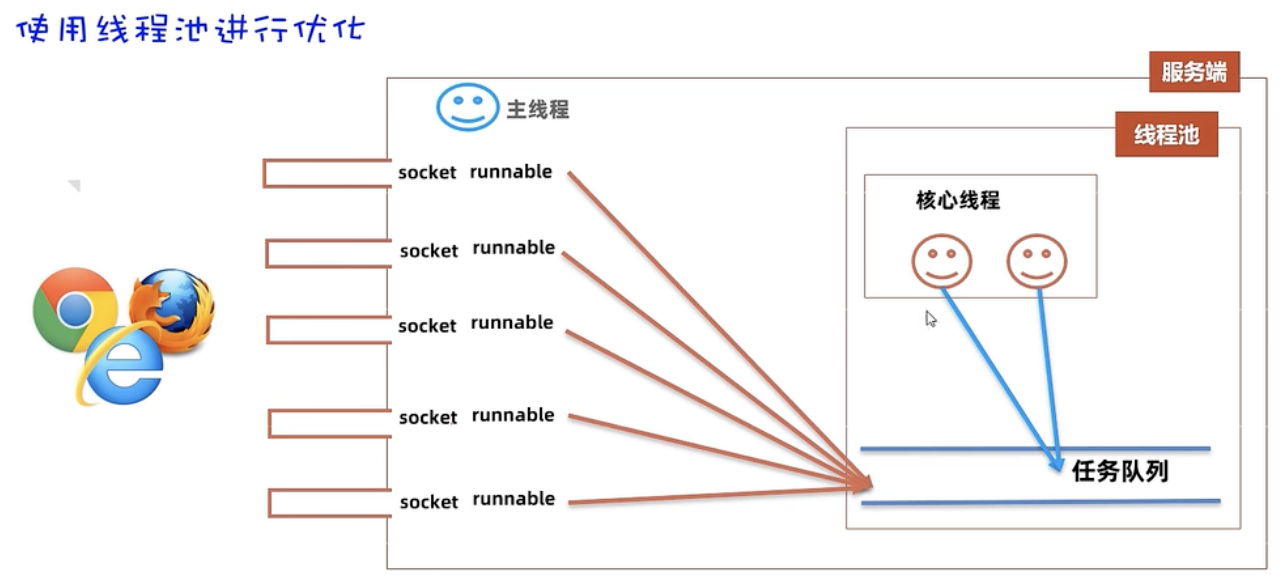 使用线程池进行优化
服务端
主线程
线程池
socket runnable
核心线程
socket runnable
socket runnable
socket runnable
任务队列
socket runnable